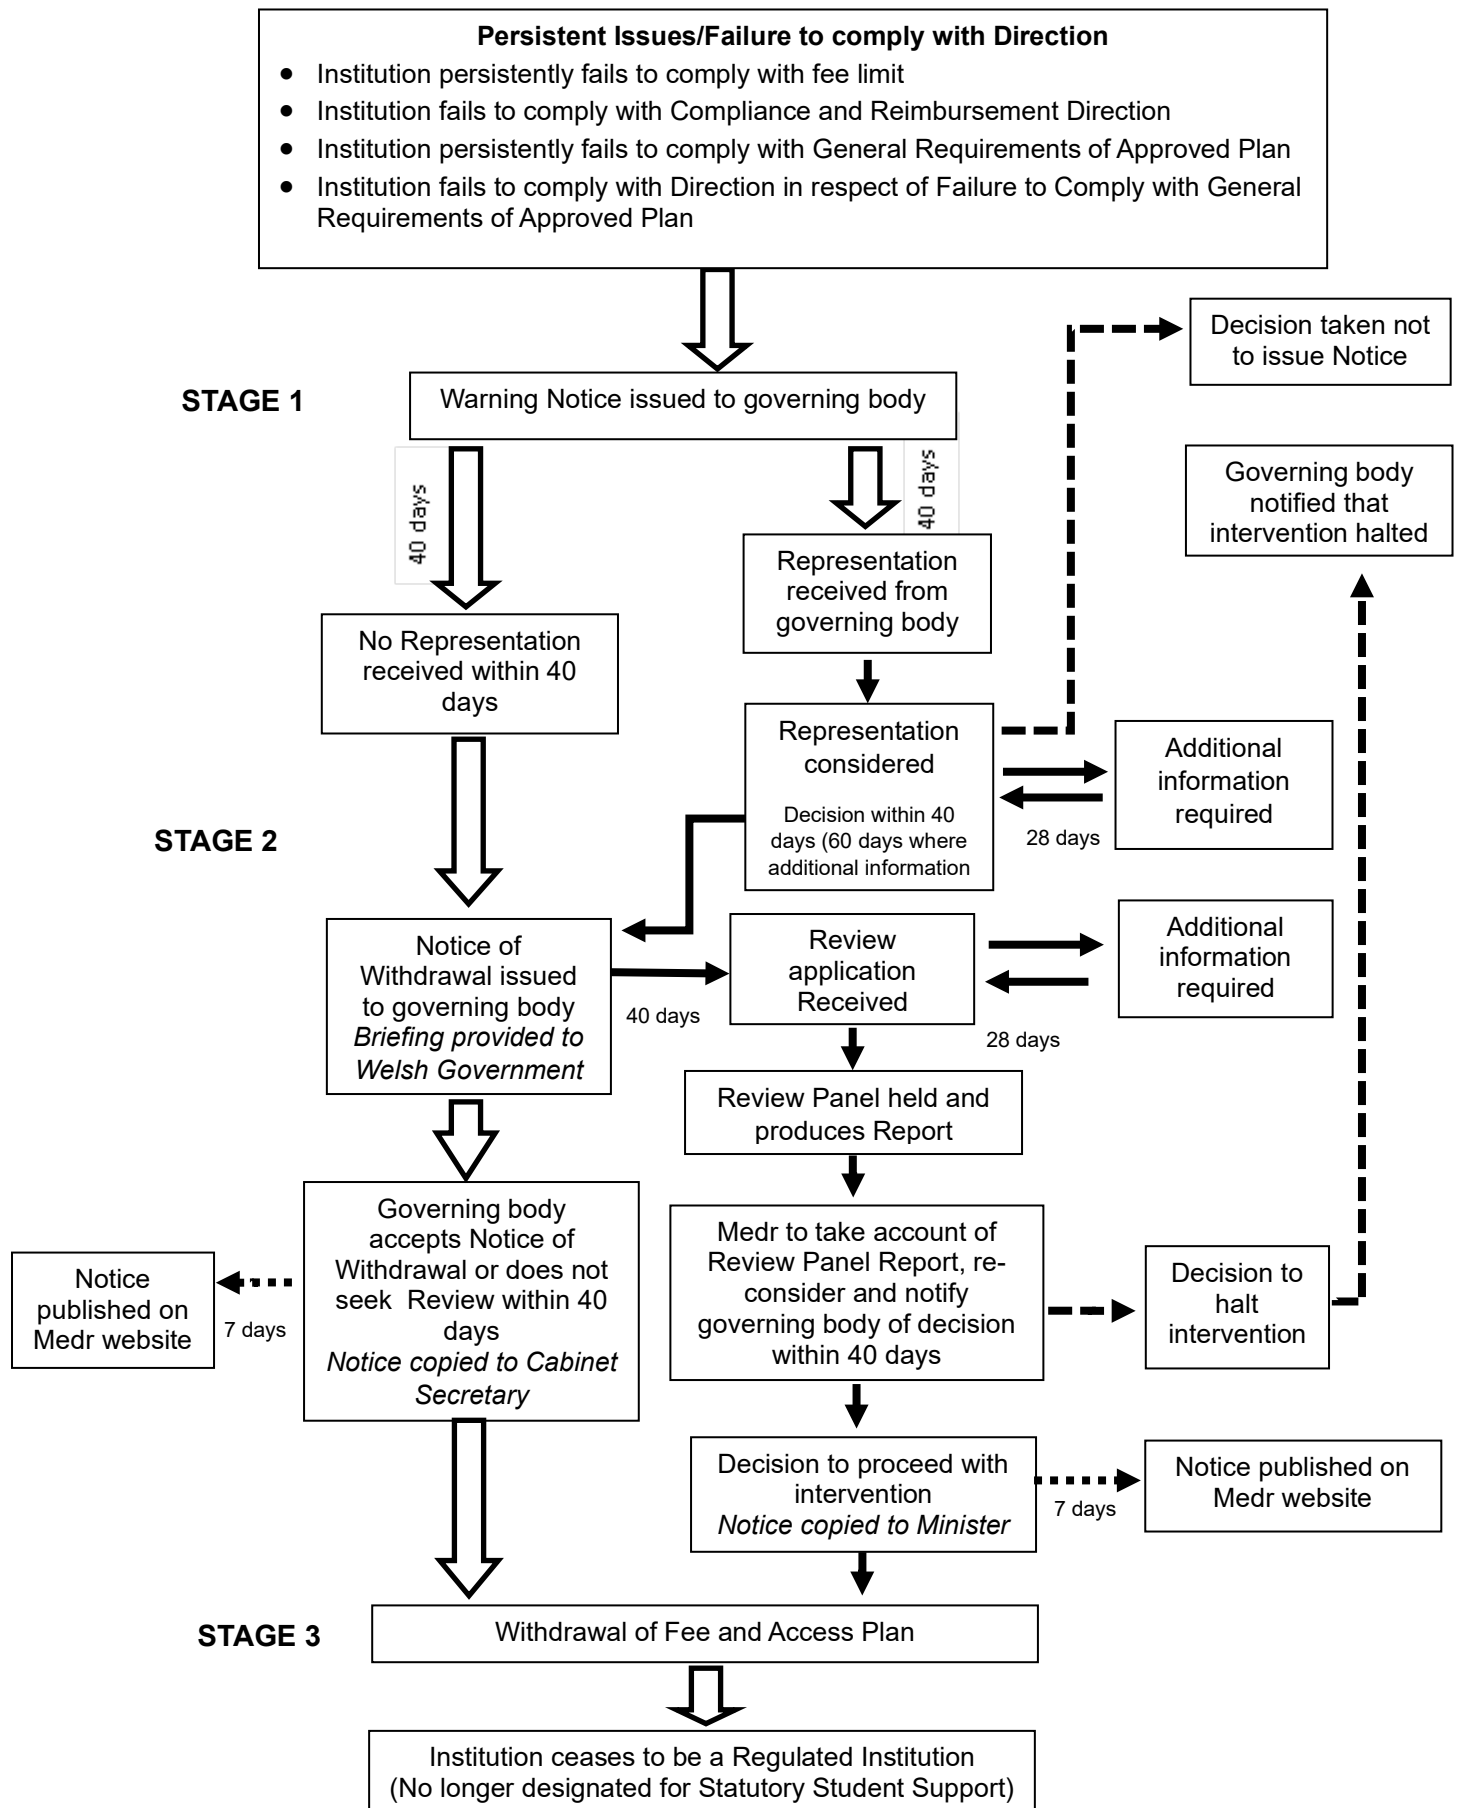 Persistent Issues/Failure to comply with Direction
• Institution persistently fails to comply with fee limit
• Institution fails to comply with Compliance and Reimbursement Direction
• Institution persistently fails to comply with General Requirements of Approved Plan
• Institution fails to comply with Direction in respect of Failure to Comply with General
Requirements of Approved Plan
Decision taken not
to issue Notice
STAGE 1
Warning Notice issued to governing body
40 days
40 days
Governing body
notified that
intervention halted
Representation
received from
governing body
No Representation
received within 40
days
Representation
considered
Decision within 40
days (60 days where
additional information
Additional
information
required
28 days
STAGE 2
Notice of
Withdrawal issued
to governing body
Briefing provided to
Welsh Government
40 days
Review
application
Received
Additional
information
required
28 days
Review Panel held and
produces Report
Governing body
accepts Notice of
Withdrawal or does not
seek Review within 40
days
Notice copied to Cabinet
Secretary
Notice
published on
Medr website
7 days
Medr to take account of
Review Panel Report, re-
consider and notify
governing body of decision
within 40 days
Decision to
halt
intervention
Decision to proceed with
intervention
Notice copied to Minister
7 days
Notice published on
Medr website
STAGE 3
Withdrawal of Fee and Access Plan
Institution ceases to be a Regulated Institution
(No longer designated for Statutory Student Support)